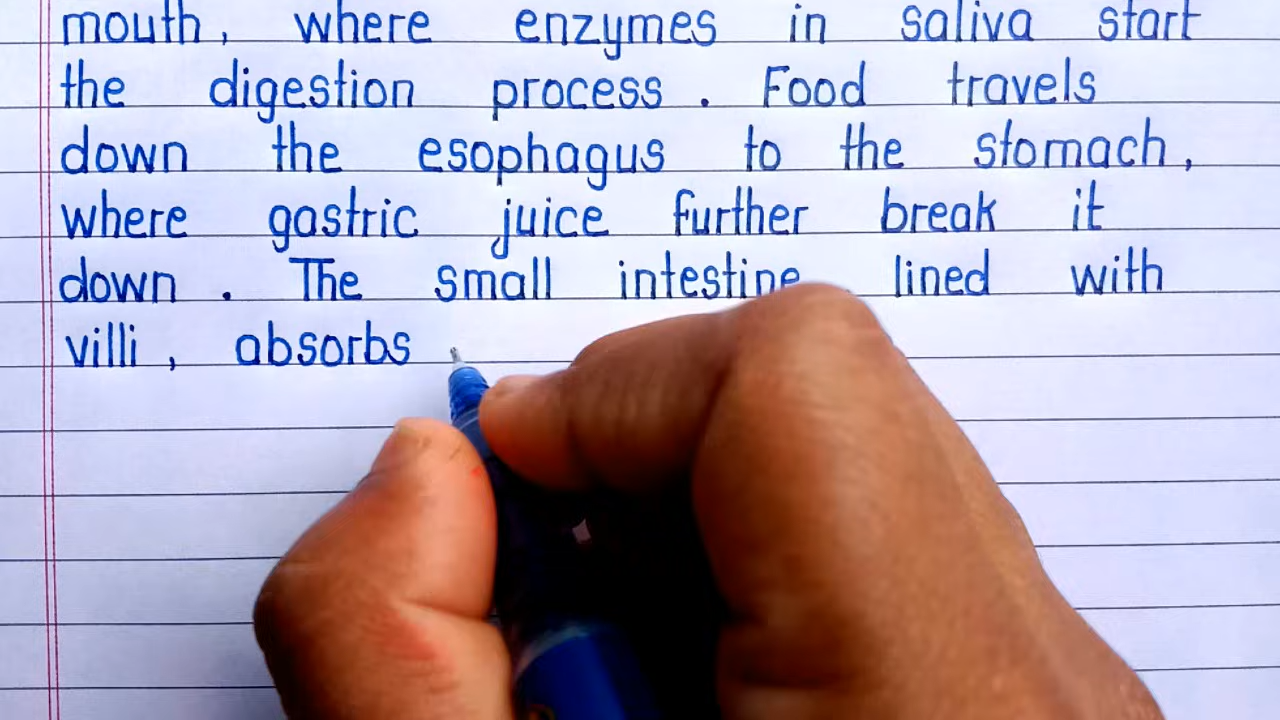 mouth, where enzymes in saliva start
the digestion process. Food travels
down the esophagus to the stomach,
where gastric juice further break it
down. The small intestine lined with
villi, absorbs